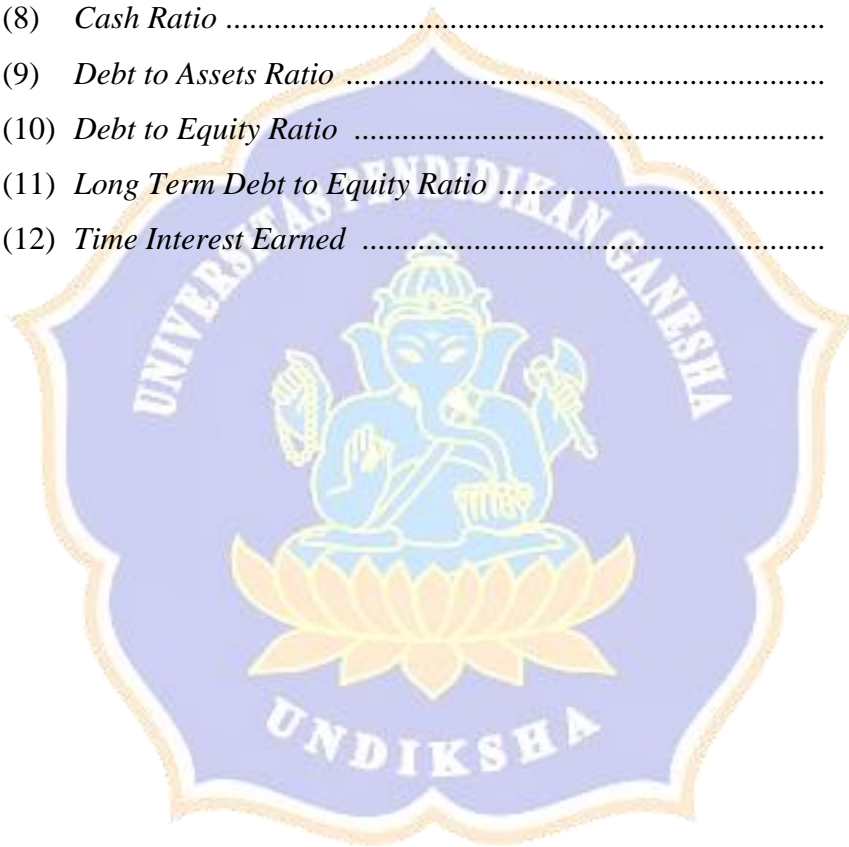 (8) Cash Ratio ........................................................................................................
(9) Debt to Assets Ratio ...................................................................................
(10) Debt to Equity Ratio .................................................................................
(11) Long Term Debt to Equity Ratio .........................................................
(12) Time Interest Earned ................................................................................
UNIVERSITAS PENDIDIKAN GANESHA
UNDIKSHA